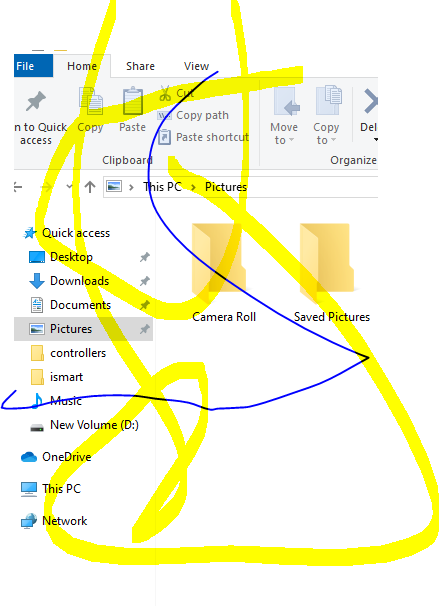 File Home Share View
Cut
Copy path
Paste shortcut
n to Quick access
Copy Paste
Move to
Copy to
Del
Clipboard Organize
This PC Pictures
Quick access
Desktop
Downloads
Documents
Pictures
controllers
ismart
Music
New Volume (D:)
OneDrive
This PC
Network
Camera Roll Saved Pictures